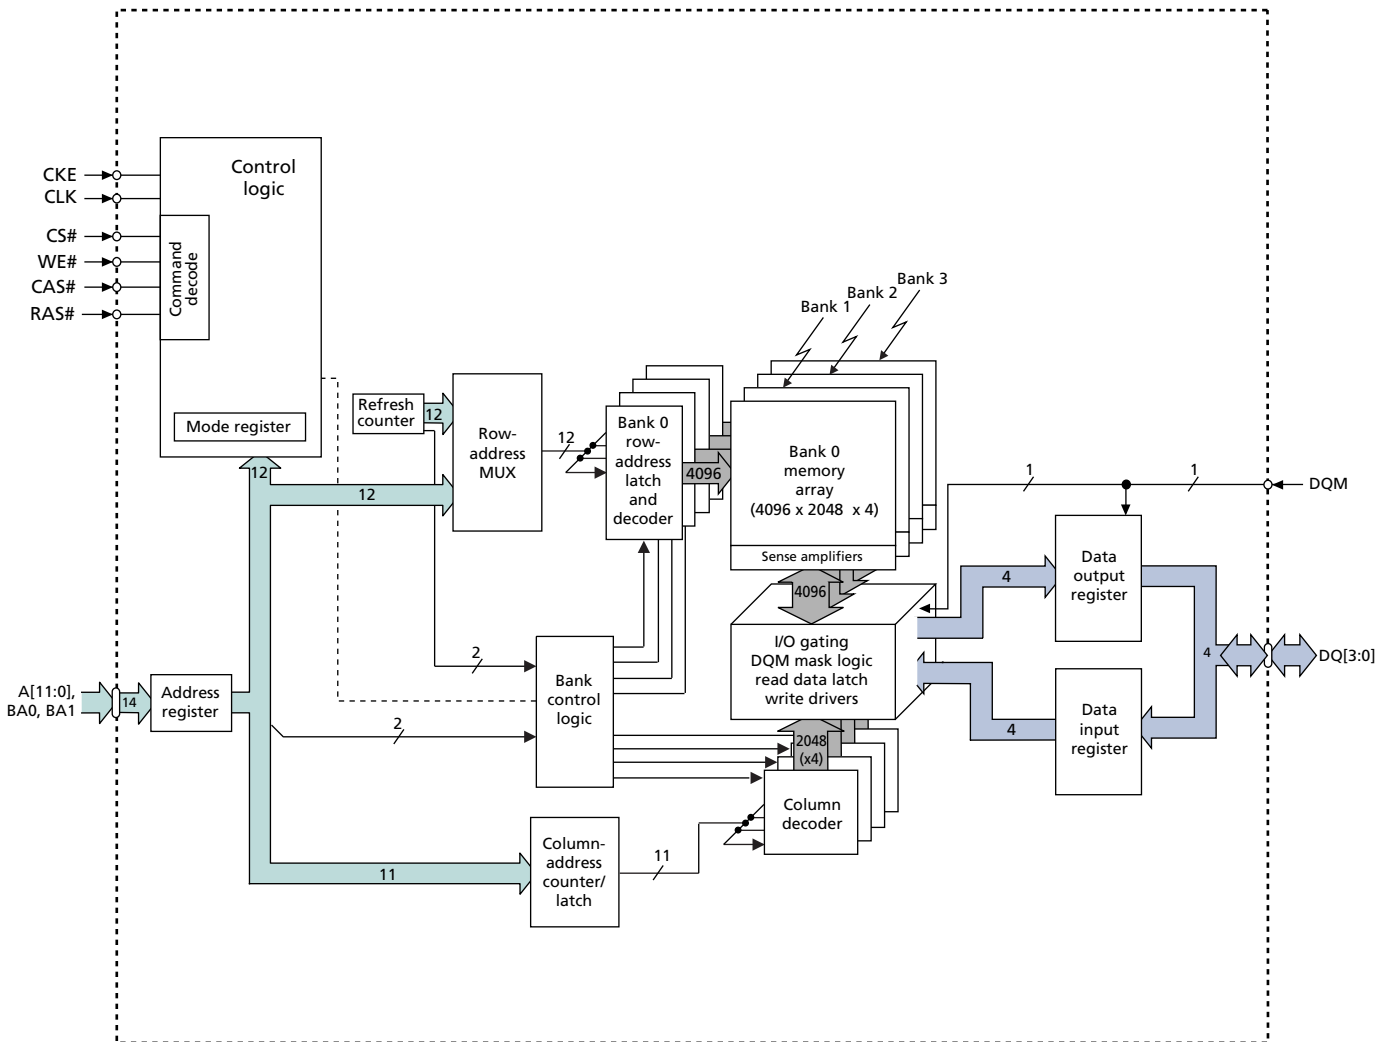 Control
logic
CKE
CLK
CS#
WE#
CAS#
RAS#
Command
decode
Mode register
12
Refresh
counter
12
12
Row-
address
MUX
12
Bank 0
row-
address
latch
and
decoder
4096
Bank 1
Bank 2
Bank 3
Bank 0
memory
array
(4096 x 2048 x 4)
Sense amplifiers
4096
I/O gating
DQM mask logic
read data latch
write drivers
2048
(x4)
Column
decoder
1
1
DQM
4
Data
output
register
4
DQ[3:0]
4
Data
input
register
A[11:0],
BA0, BA1
14
Address
register
2
2
Bank
control
logic
11
Column-
address
counter/
latch
11